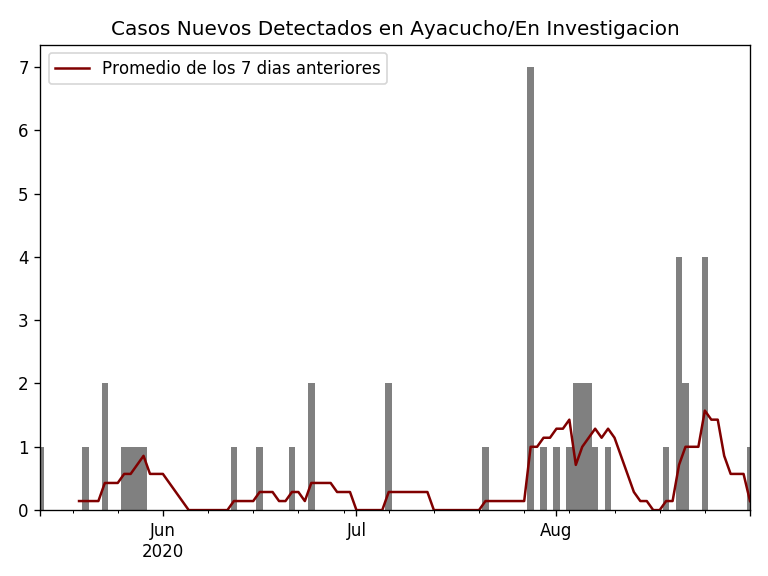 Casos Nuevos Detectados en Ayacucho/En Investigacion
Promedio de los 7 dias anteriores
7
6
5
4
3
2
1
0
Jun
2020
Jul
Aug